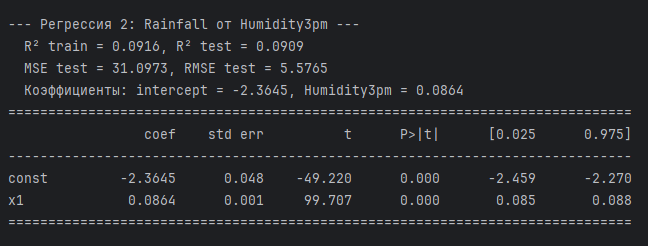 --- Регрессия 2: Rainfall от Humidity3pm ---
R² train = 0.0916, R² test = 0.0909
MSE test = 31.0973, RMSE test = 5.5765
Коэффициенты: intercept = -2.3645, Humidity3pm = 0.0864
==============================================================================
coef std err t P>|t| [0.025 0.975]
------------------------------------------------------------------------------
const -2.3645 0.048 -49.220 0.000 -2.459 -2.270
x1 0.0864 0.001 99.707 0.000 0.085 0.088
==============================================================================